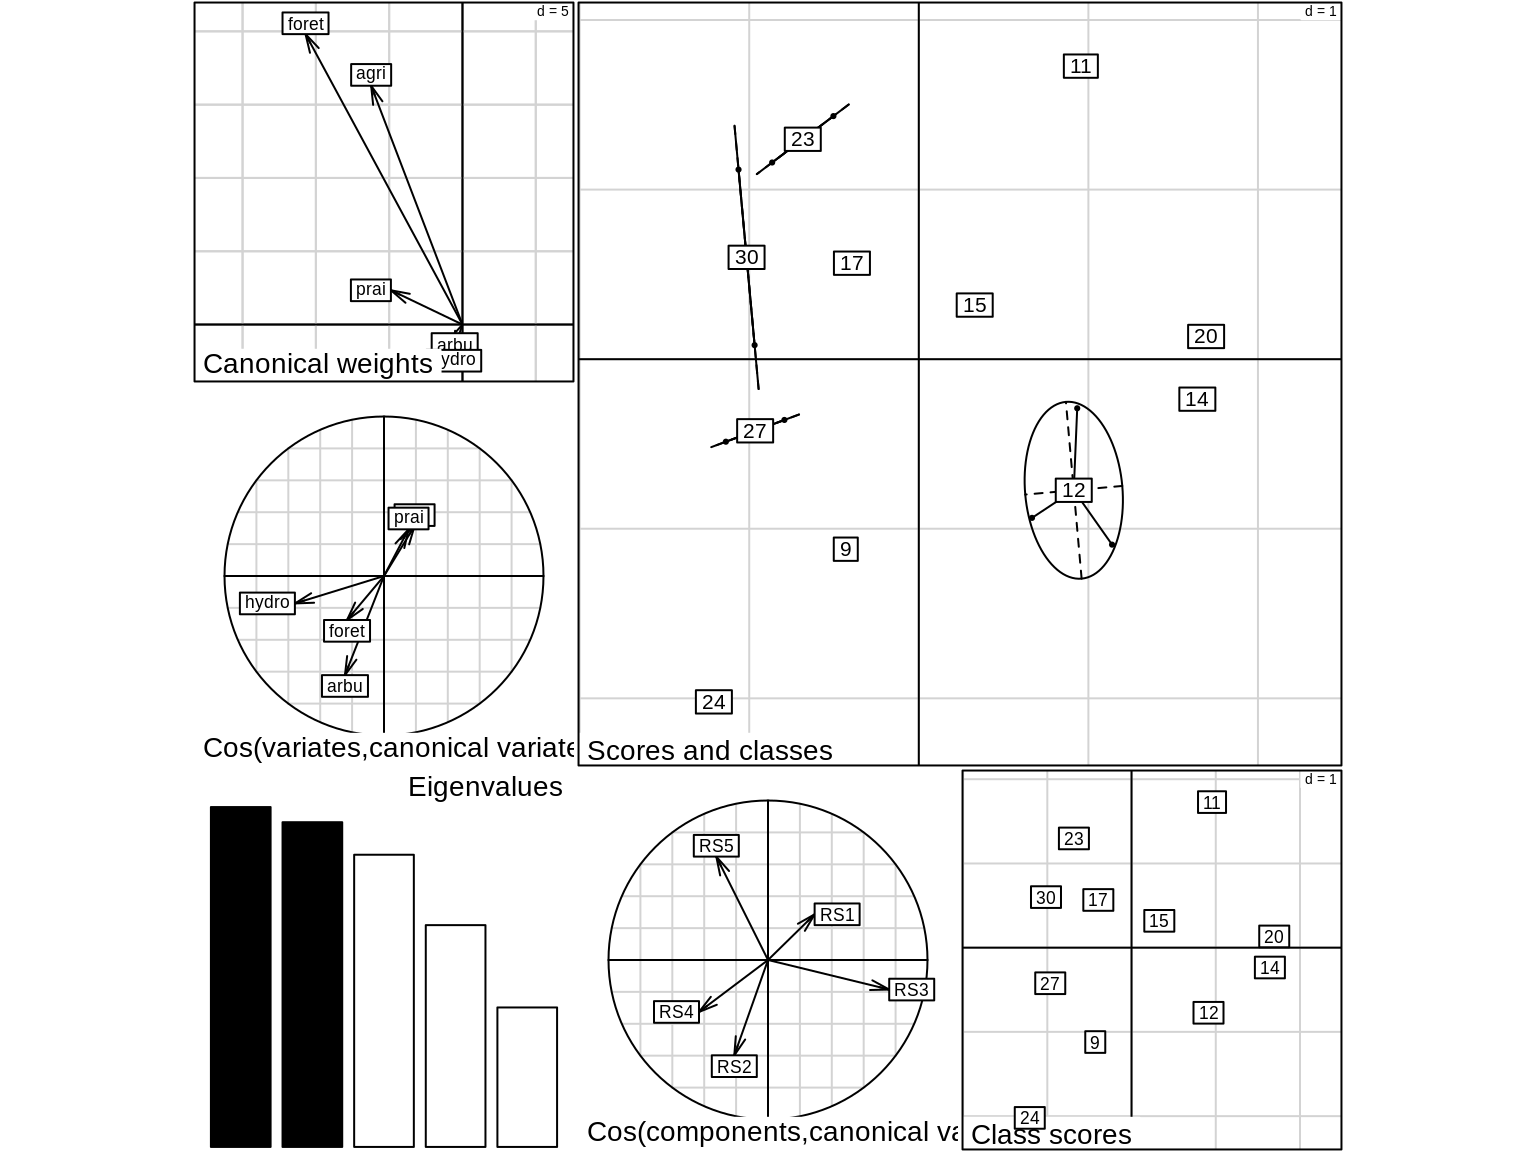 d = 5
foret
agri
prai
arbu
ydro
Canonical weights
d = 1
11
23
30
17
15
20
14
27
12
9
24
Scores and classes
prai
hydro
foret
arbu
Cos(variates,canonical variate
Eigenvalues
RS5
RS1
RS3
RS4
RS2
Cos(components,canonical va
d = 1
11
23
30
17
15
20
14
27
12
9
24
Class scores